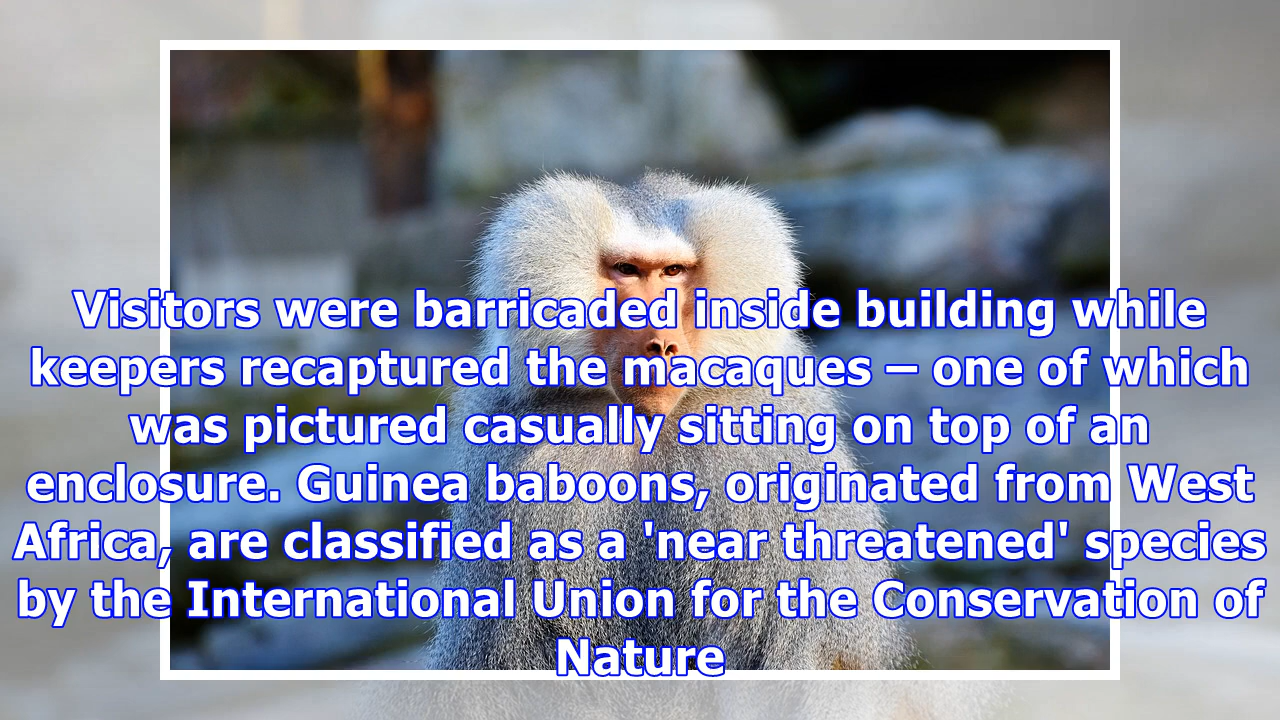 Visitors were barricaded inside building while
keepers recaptured the macaques – one of which
was pictured casually sitting on top of an
enclosure. Guinea baboons, originated from West
Africa, are classified as a 'near threatened' species
by the International Union for the Conservation of
Nature